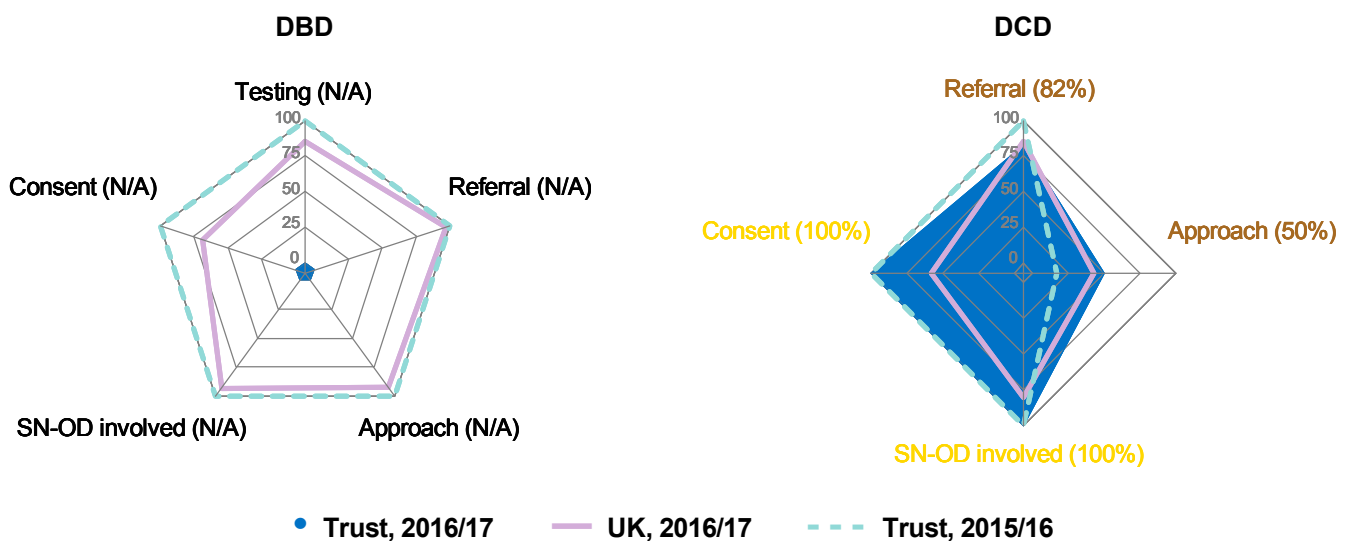 DBD
Testing (N/A)
100
75
50
25
0
Consent (N/A)
Referral (N/A)
SN-OD involved (N/A)
Approach (N/A)
DCD
Referral (82%)
100
75
50
25
0
Consent (100%)
Approach (50%)
SN-OD involved (100%)
Trust, 2016/17
UK, 2016/17
Trust, 2015/16